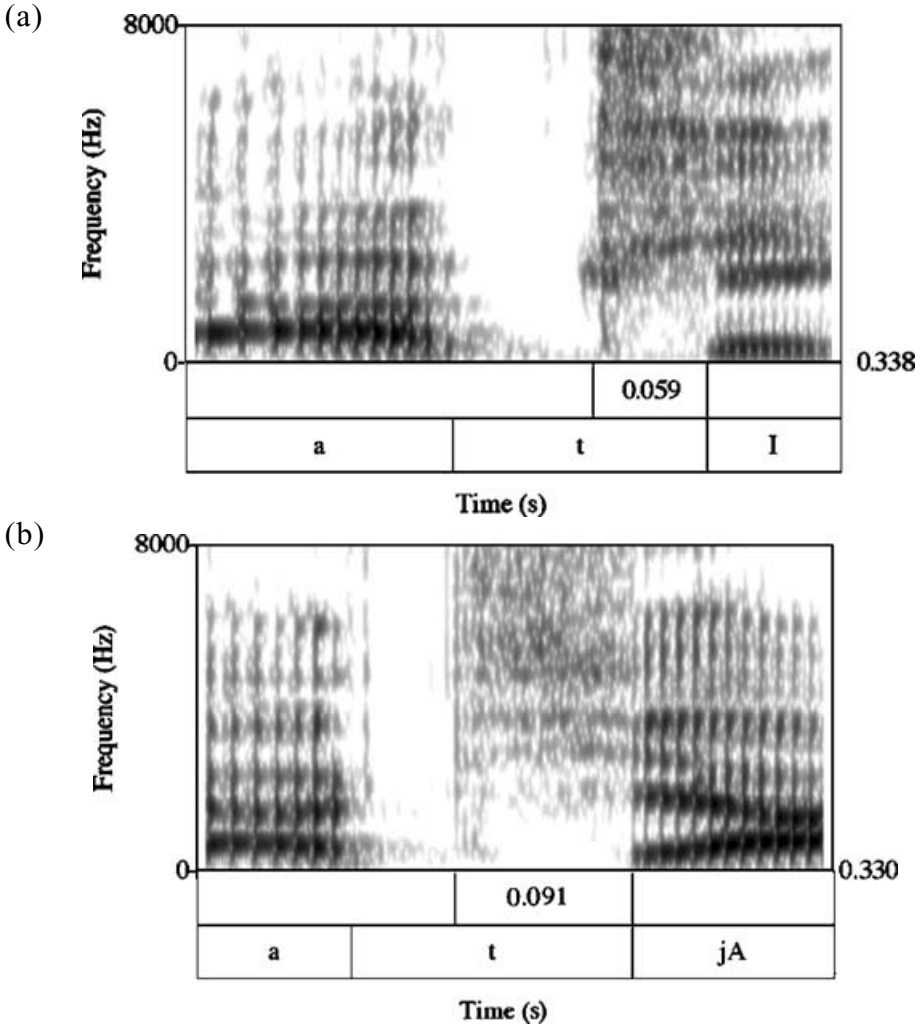 (a)
8000
Frequency (Hz)
0
0.338
0.059
a t I
Time (s)
(b)
8000
Frequency (Hz)
0
0.330
0.091
a t jA
Time (s)